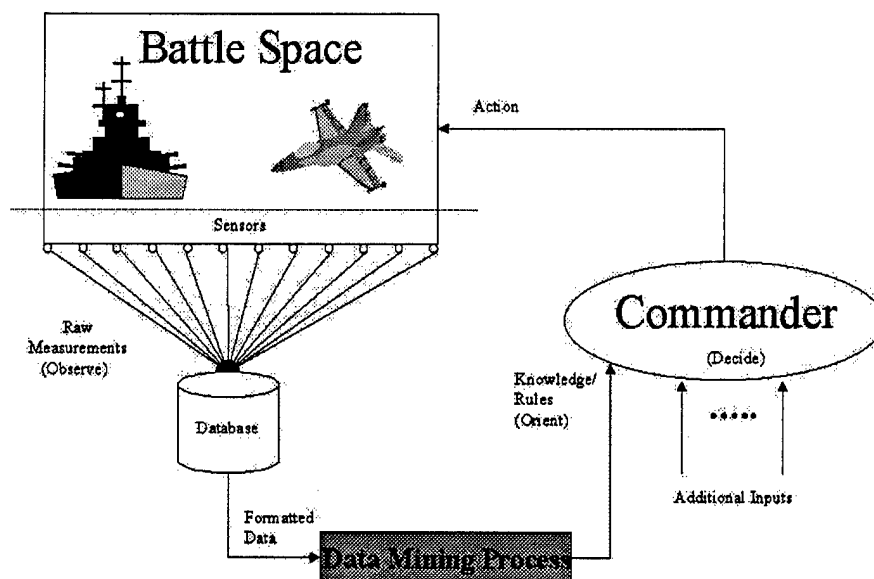 Battle Space
Action
Sensors
Commander
(Decide)
Raw
Measurements
(Observe)
Knowledge/
Rules
(Orient)
Database
Additional Inputs
Formatted
Data
Data Mining Process